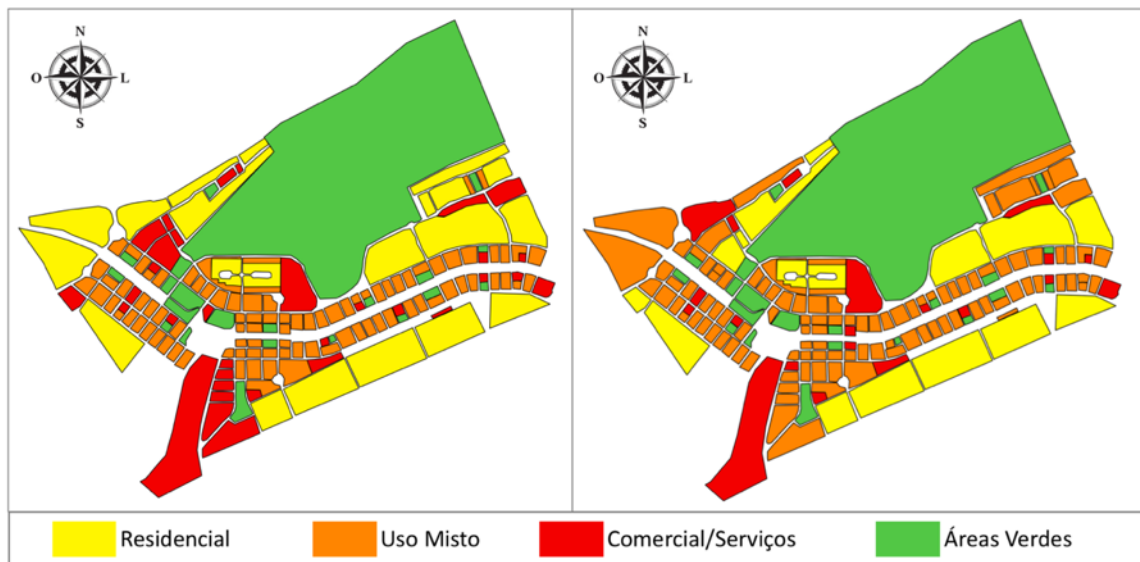 N
O L
S
N
O L
S
Residencial
Uso Misto
Comercial/Serviços
Áreas Verdes